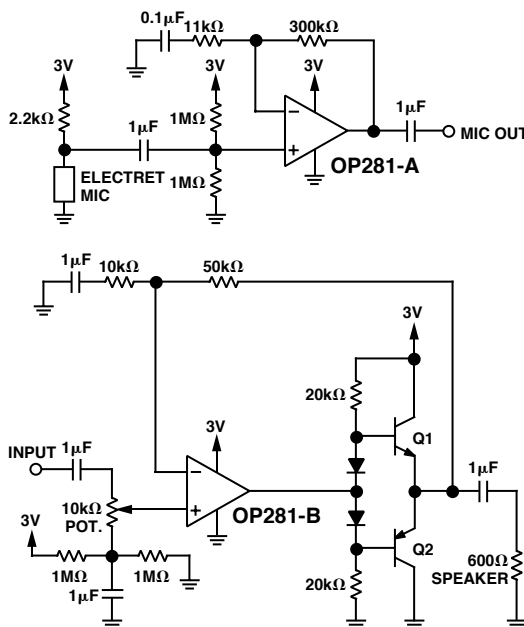 0.1µF
11kΩ
300kΩ
3V
3V
3V
2.2kΩ
1µF
1MΩ
1µF
MIC OUT
ELECTRET
MIC
1MΩ
OP281-A
1µF
10kΩ
50kΩ
3V
20kΩ
Q1
3V
INPUT
1µF
1µF
10kΩ
POT.
OP281-B
3V
1MΩ
1MΩ
1µF
Q2
20kΩ
600Ω
SPEAKER